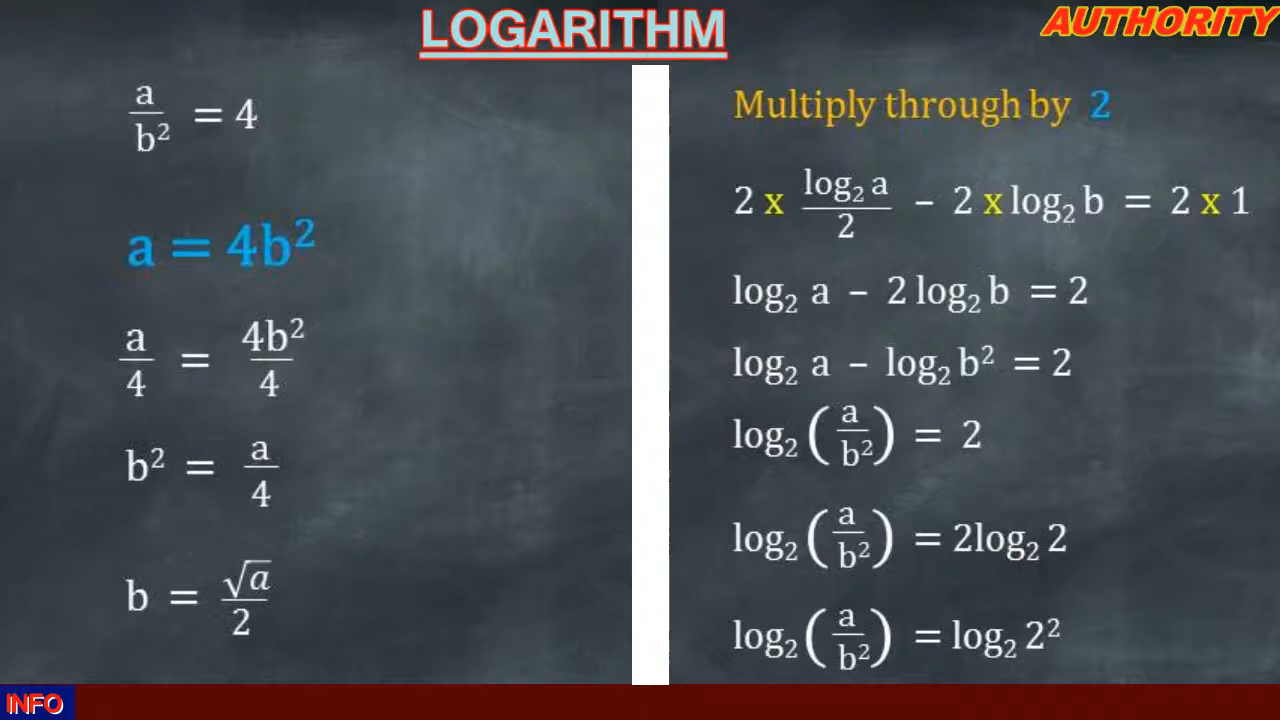 LOGARITHM
AUTHORITY
a/b² = 4
a = 4b²
a/4 = 4b²/4
b² = a/4
b = √a/2
Multiply through by 2
2 x log₂ a/2 – 2 x log₂ b = 2 x 1
log₂ a – 2 log₂ b = 2
log₂ a – log₂ b² = 2
log₂ (a/b²) = 2
log₂ (a/b²) = 2log₂ 2
log₂ (a/b²) = log₂ 2²
INFO